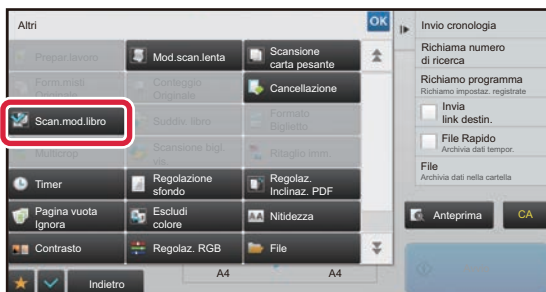 Altri
OK
Prepar.lavoro
Mod.scan.lenta
Scansione
carta pesante
Form.misti
Originale
Conteggio
Originale
Cancellazione
Scan.mod.libro
Suddiv. libro
Formato
Biglietto
Multicrop
Scansione bigl.
vis.
Ritaglio imm.
Timer
Regolazione
sfondo
Regolaz.
Inclinaz. PDF
Pagina vuota
Ignora
Escludi
colore
Nitidezza
Contrasto
Regolaz. RGB
File
Indietro
A4
A4
Invio cronologia
Richiama numero
di ricerca
Richiamo programma
Richiamo impostaz. registrate
Invia
link destin.
File Rapido
Archivia dati tempor.
File
Archivia dati nella cartella
Anteprima
CA